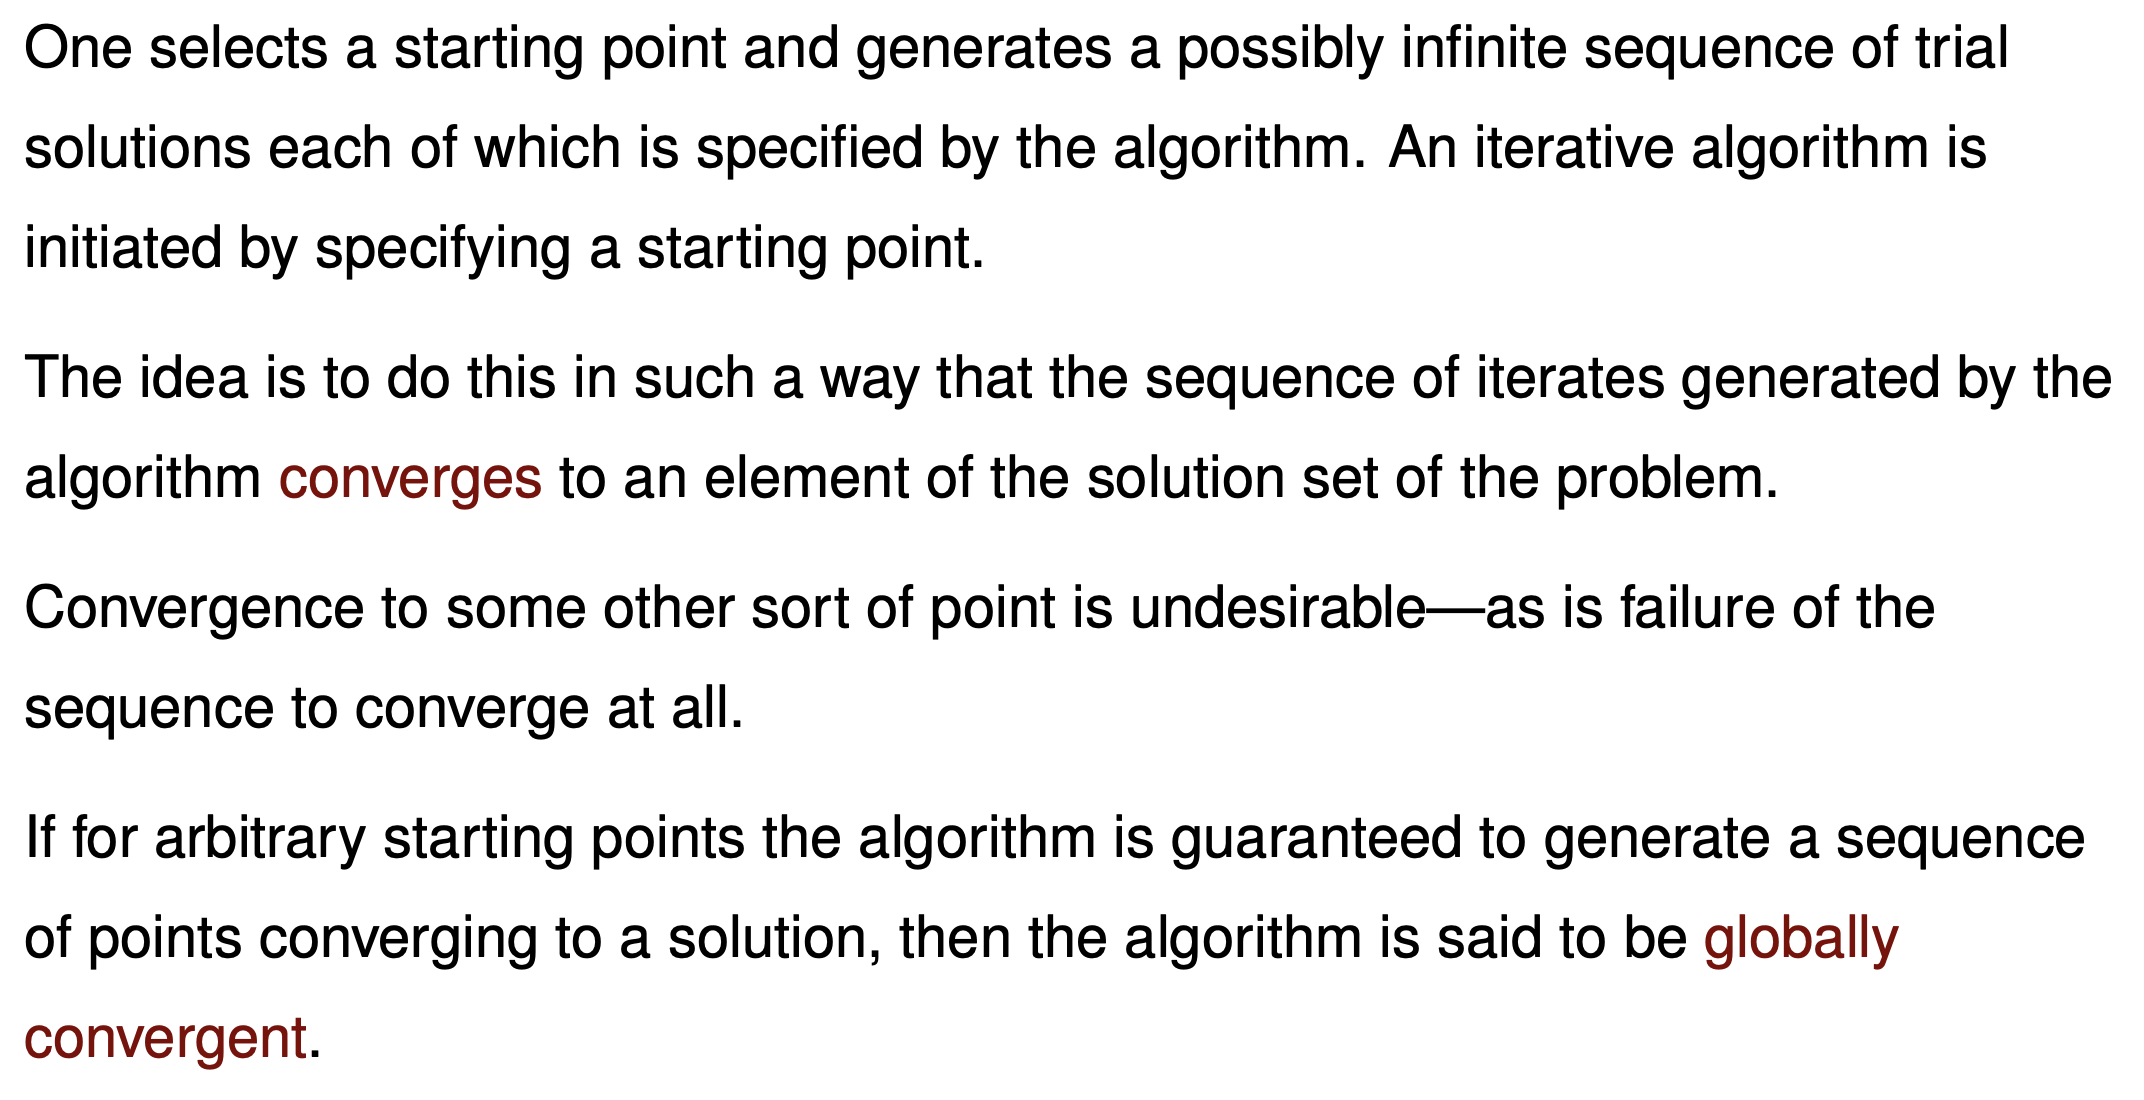 One selects a starting point and generates a possibly infinite sequence of trial
solutions each of which is specified by the algorithm. An iterative algorithm is
initiated by specifying a starting point.
The idea is to do this in such a way that the sequence of iterates generated by the
algorithm converges to an element of the solution set of the problem.
Convergence to some other sort of point is undesirable—as is failure of the
sequence to converge at all.
If for arbitrary starting points the algorithm is guaranteed to generate a sequence
of points converging to a solution, then the algorithm is said to be globally
convergent.